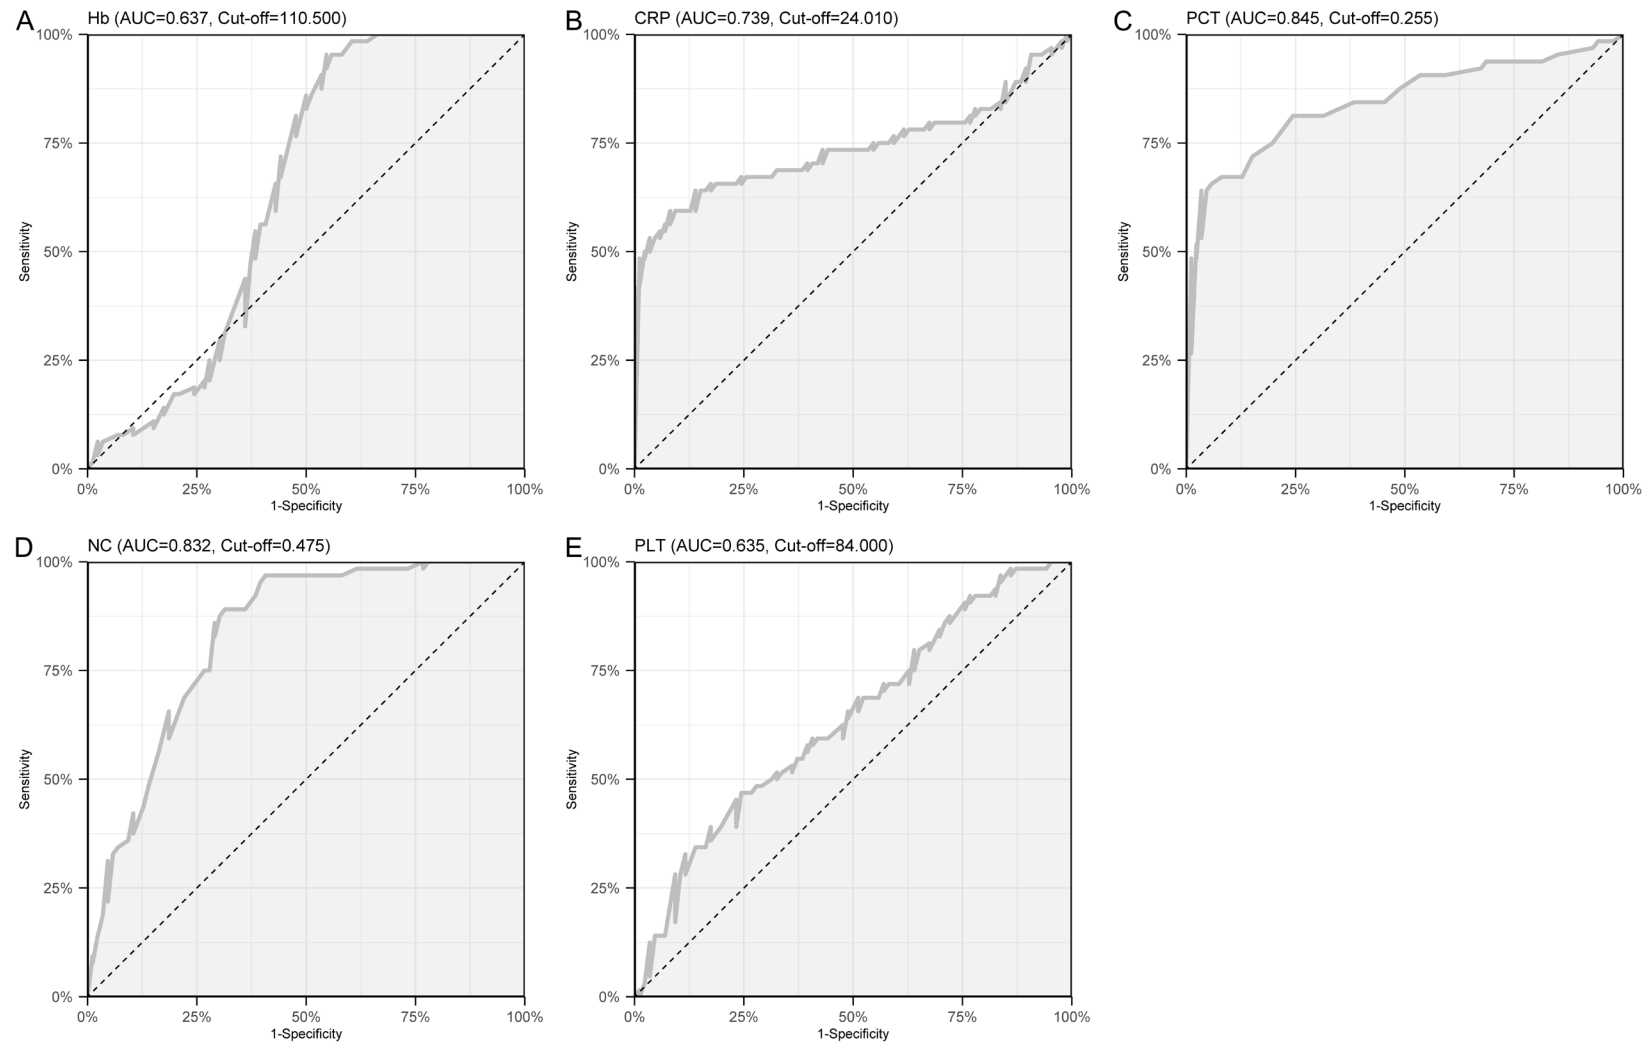 A
Hb (AUC=0.637, Cut-off=110.500)
100%
75%
50%
25%
0%
Sensitivity
0%
25%
50%
75%
100%
1-Specificity
B
CRP (AUC=0.739, Cut-off=24.010)
100%
75%
50%
25%
0%
Sensitivity
0%
25%
50%
75%
100%
1-Specificity
C
PCT (AUC=0.845, Cut-off=0.255)
100%
75%
50%
25%
0%
Sensitivity
0%
25%
50%
75%
100%
1-Specificity
D
NC (AUC=0.832, Cut-off=0.475)
100%
75%
50%
25%
0%
Sensitivity
0%
25%
50%
75%
100%
1-Specificity
E
PLT (AUC=0.635, Cut-off=84.000)
100%
75%
50%
25%
0%
Sensitivity
0%
25%
50%
75%
100%
1-Specificity